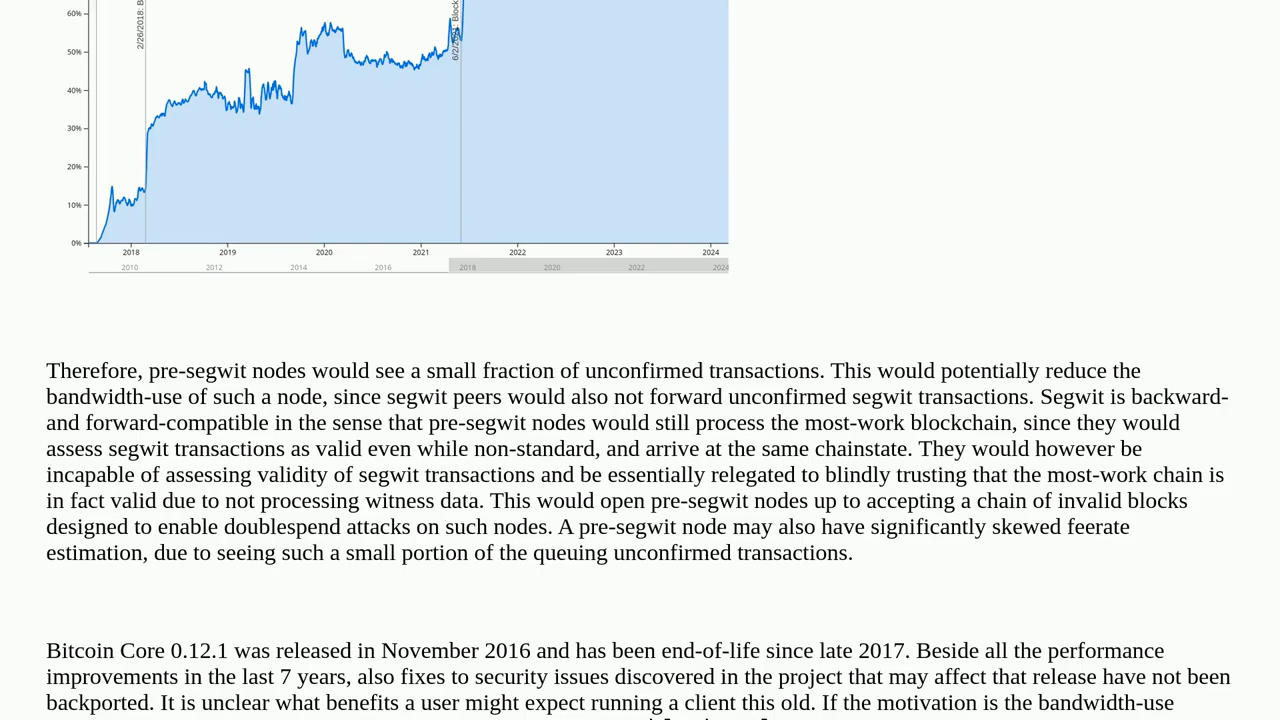 60%
2/26/2018: B
6/2/2021: Block
50%
40%
30%
20%
10%
0%
2018 2019 2020 2021 2022 2023 2024
2010 2012 2014 2016 2018 2020 2022 2024
Therefore, pre-segwit nodes would see a small fraction of unconfirmed transactions. This would potentially reduce the
bandwidth-use of such a node, since segwit peers would also not forward unconfirmed segwit transactions. Segwit is backward-
and forward-compatible in the sense that pre-segwit nodes would still process the most-work blockchain, since they would
assess segwit transactions as valid even while non-standard, and arrive at the same chainstate. They would however be
incapable of assessing validity of segwit transactions and be essentially relegated to blindly trusting that the most-work chain is
in fact valid due to not processing witness data. This would open pre-segwit nodes up to accepting a chain of invalid blocks
designed to enable doublespend attacks on such nodes. A pre-segwit node may also have significantly skewed feerate
estimation, due to seeing such a small portion of the queuing unconfirmed transactions.
Bitcoin Core 0.12.1 was released in November 2016 and has been end-of-life since late 2017. Beside all the performance
improvements in the last 7 years, also fixes to security issues discovered in the project that may affect that release have not been
backported. It is unclear what benefits a user might expect running a client this old. If the motivation is the bandwidth-use